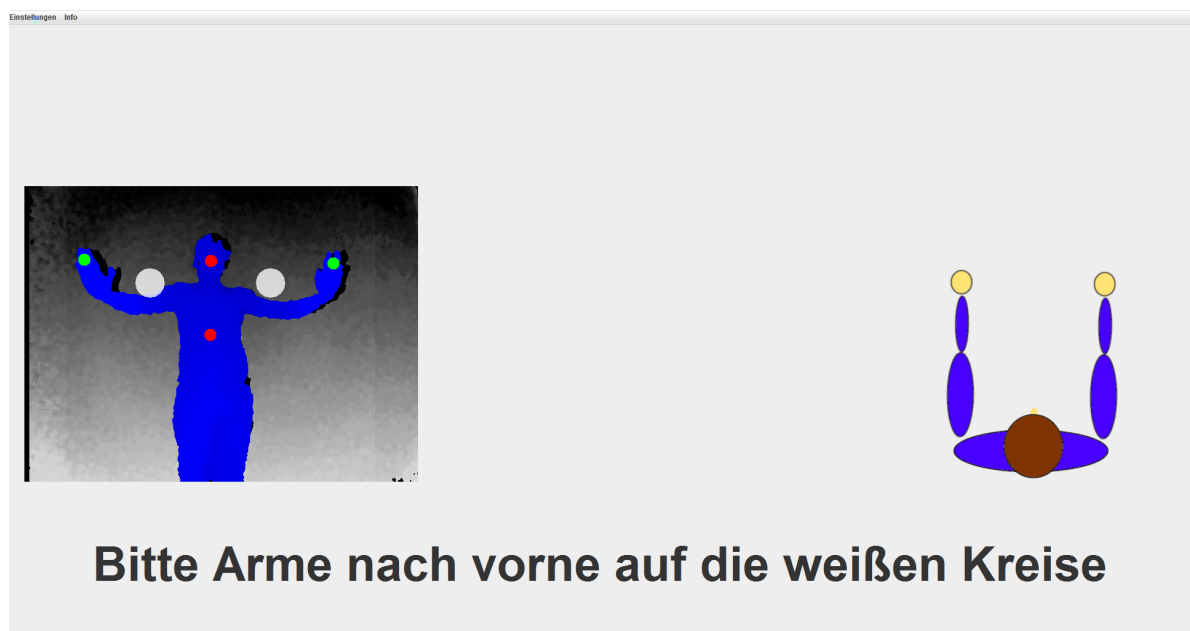 Einstellungen Info
Bitte Arme nach vorne auf die weißen Kreise